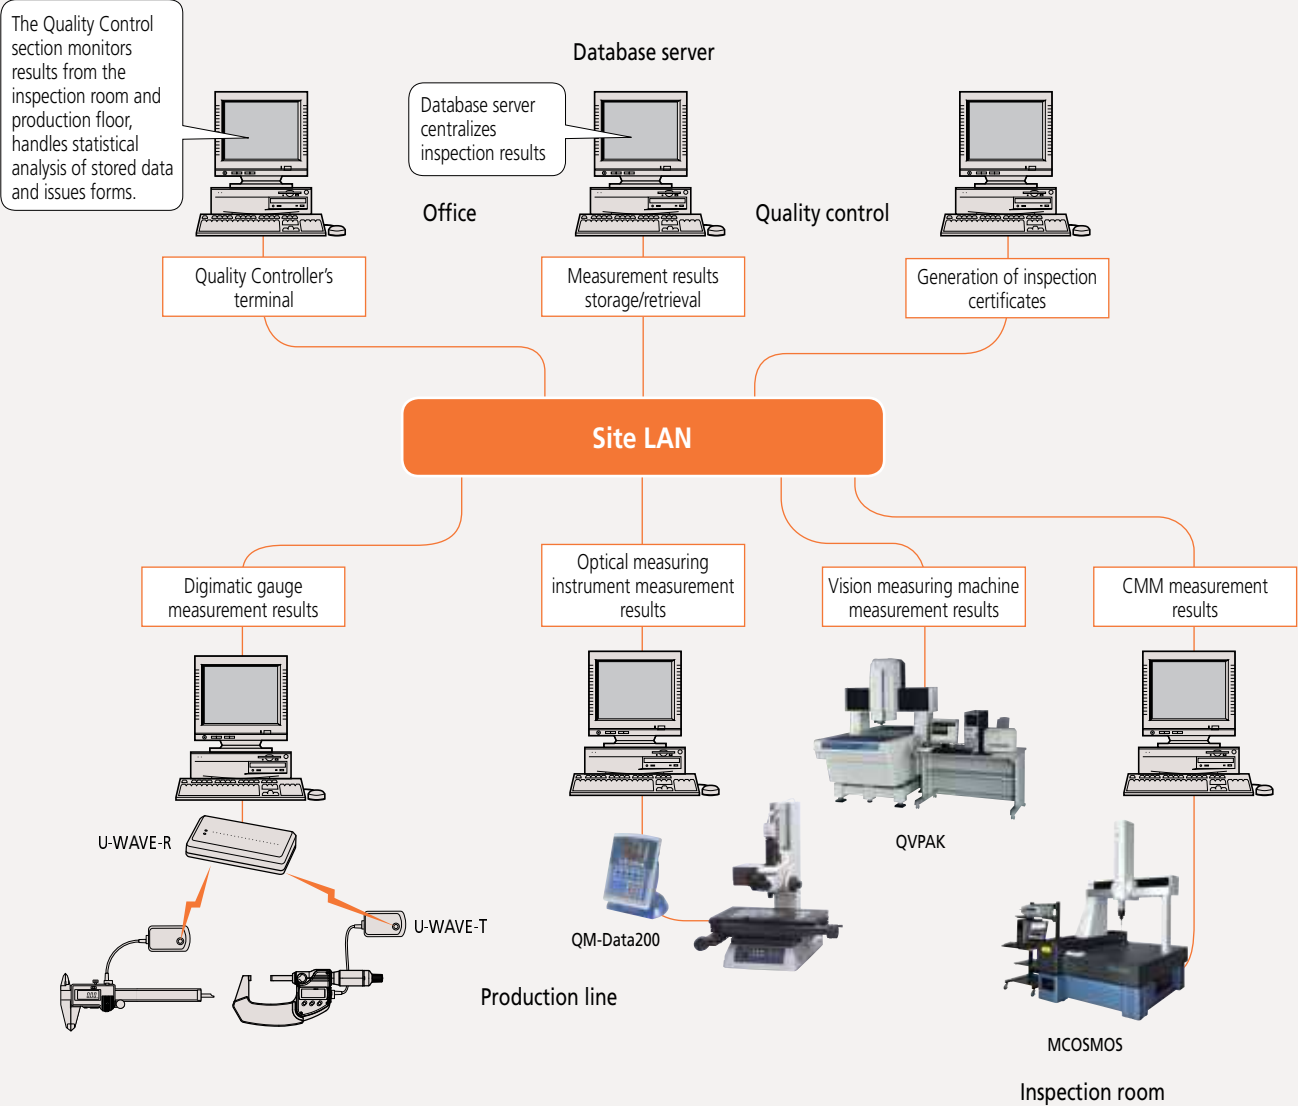 The Quality Control
section monitors
results from the
inspection room and
production floor,
handles statistical
analysis of stored data
and issues forms.
Database server
Database server
centralizes
inspection results
Office
Quality control
Quality Controller’s
terminal
Measurement results
storage/retrieval
Generation of inspection
certificates
Site LAN
Digimatic gauge
measurement results
Optical measuring
instrument measurement
results
Vision measuring machine
measurement results
CMM measurement
results
U-WAVE-R
U-WAVE-T
QM-Data200
QVPAK
Production line
MCOSMOS
Inspection room